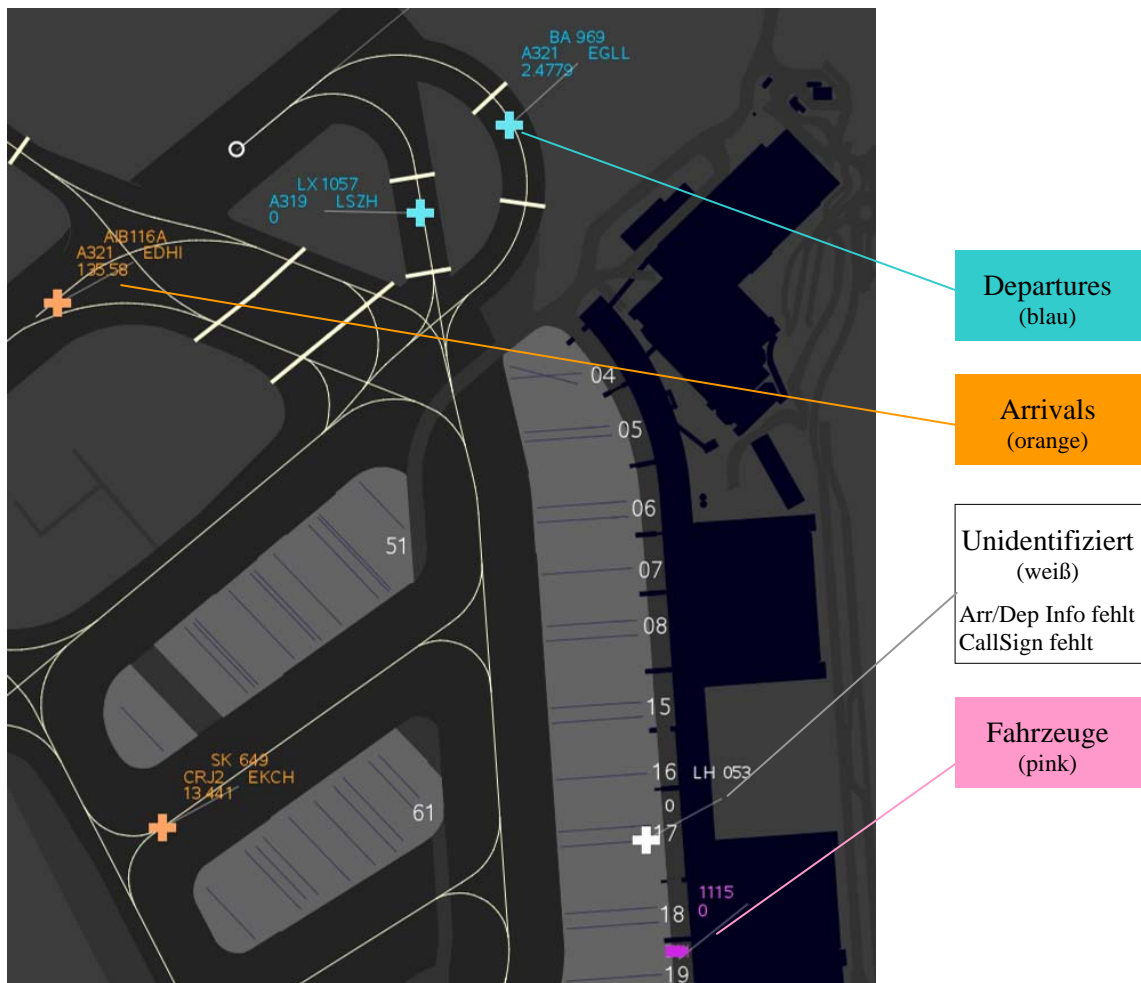 BA 969
A321 EGLL
2.4779
LX 1057
A319 LSZH
0
AIB116A
A321 EDHI
135.58
04
05
06
51
07
08
15
SK 649
CRJ2 EKCH
13.441
16 LH 053
0
61
17
1115
0
18
19
Departures
(blau)
Arrivals
(orange)
Unidentifiziert
(weiß)
Arr/Dep Info fehlt
CallSign fehlt
Fahrzeuge
(pink)